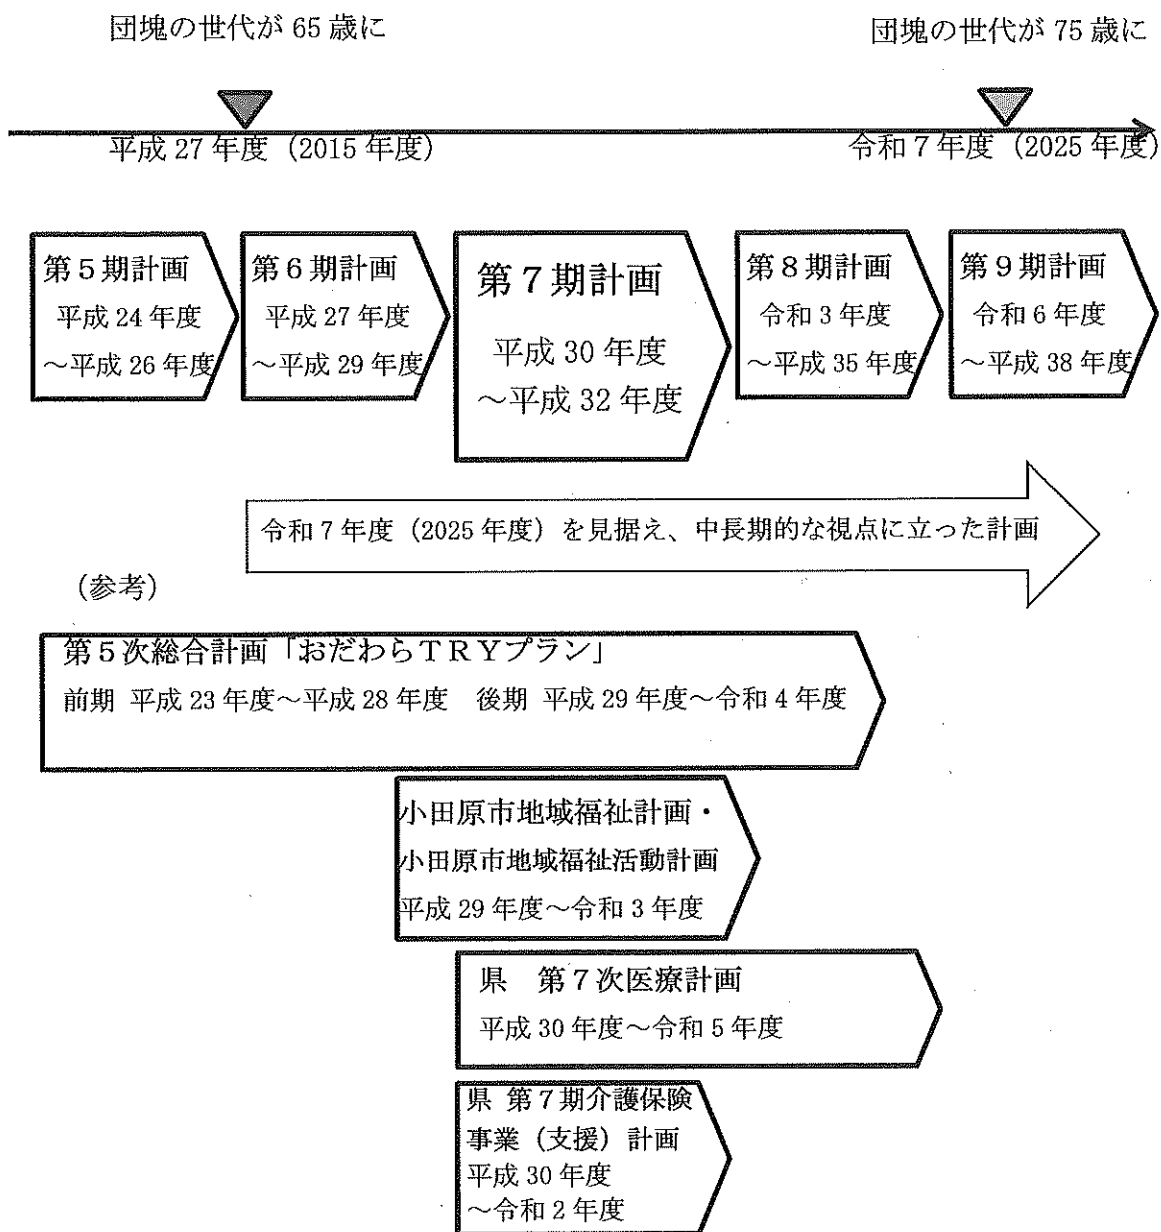 団塊の世代が 65 歳に
団塊の世代が 75 歳に
平成 27 年度（2015 年度）
令和 7 年度（2025 年度）
第５期計画
平成 24 年度
～平成 26 年度
第６期計画
平成 27 年度
～平成 29 年度
第７期計画
平成 30 年度
～平成 32 年度
第８期計画
令和 3 年度
～平成 35 年度
第９期計画
令和 6 年度
～平成 38 年度
令和 7 年度（2025 年度）を見据え、中長期的な視点に立った計画
（参考）
第５次総合計画「おだわらＴＲＹプラン」
前期 平成 23 年度～平成 28 年度　後期 平成 29 年度～令和 4 年度
小田原市地域福祉計画・
小田原市地域福祉活動計画
平成 29 年度～令和 3 年度
県　第７次医療計画
平成 30 年度～令和 5 年度
県 第７期介護保険
事業（支援）計画
平成 30 年度
～令和 2 年度